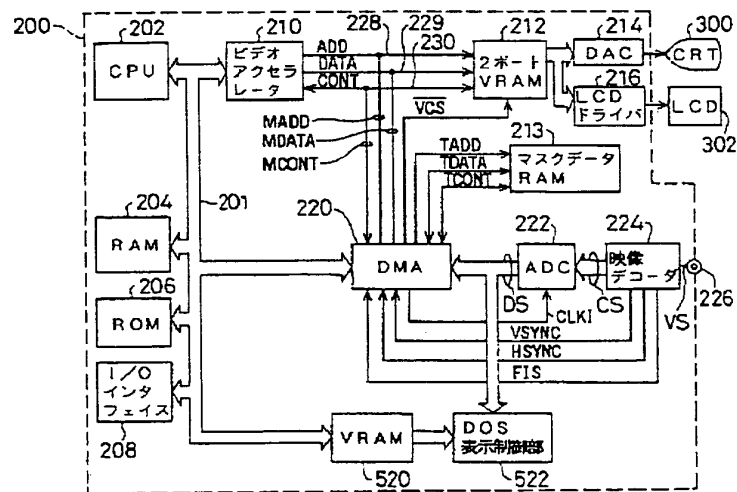 200
202
CPU
210
ビデオ
アクセラ
レータ
ADD
DATA
CONT
228
229
230
212
2ポート
VRAM
214
DAC
300
CRT
216
LCD
ドライバ
LCD
302
VCS
MADD
MDATA
MCONT
TADD
TDATA
TCONT
213
マスクデータ
RAM
204
RAM
201
220
DMA
222
ADC
224
映像
デコーダ
226
DS
CS
VS
CLKI
VSYNC
HSYNC
FIS
206
ROM
I/O
インタ
フェイス
208
VRAM
520
DOS
表示制御部
522